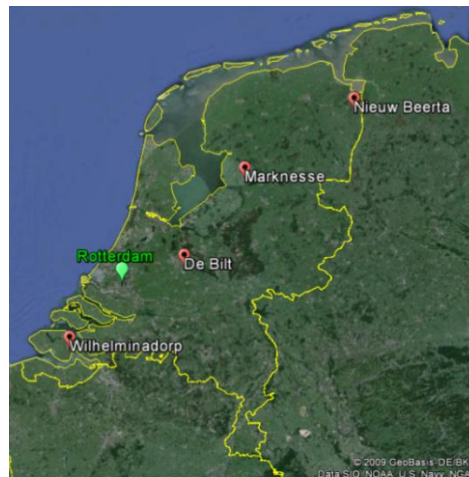 Nieuw Beerta
Marknesse
Rotterdam
De Bilt
Wilhelminadorp
© 2009 GeoBasis-DE/BK
Data SIO, NOAA, U.S. Navy, NGA